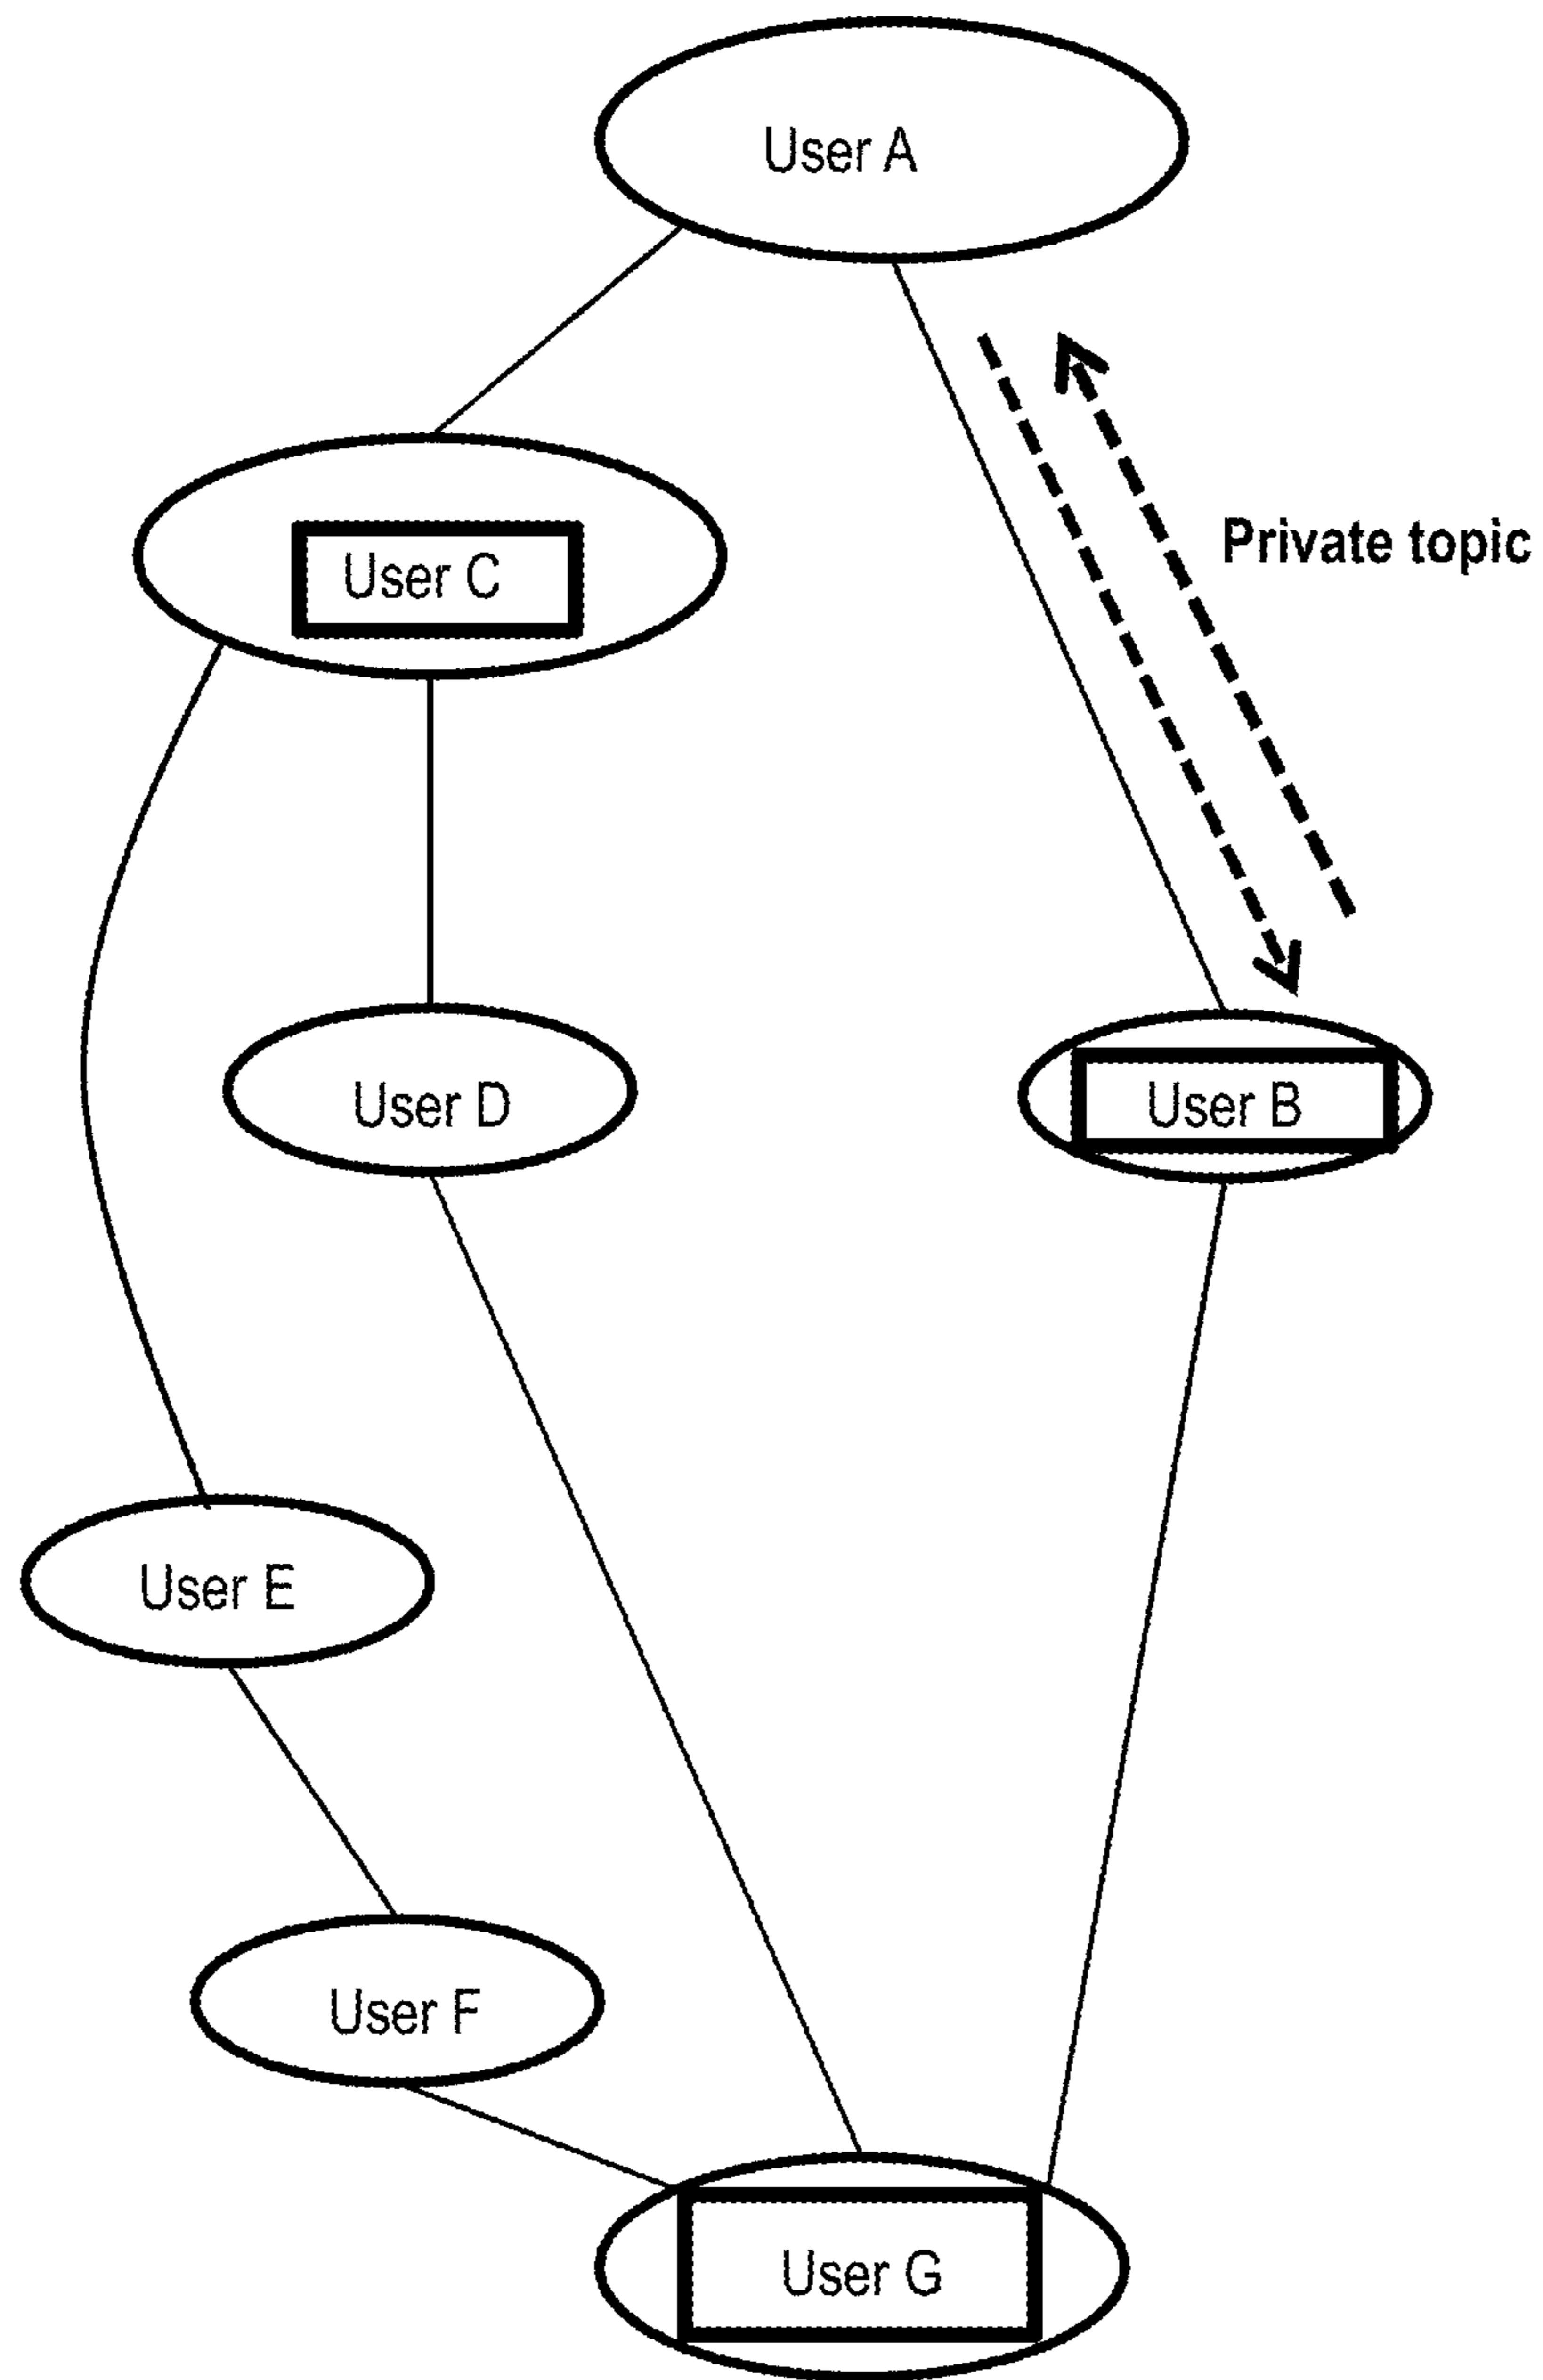 User A
User C
Private topic
User D
User B
User E
User F
User G